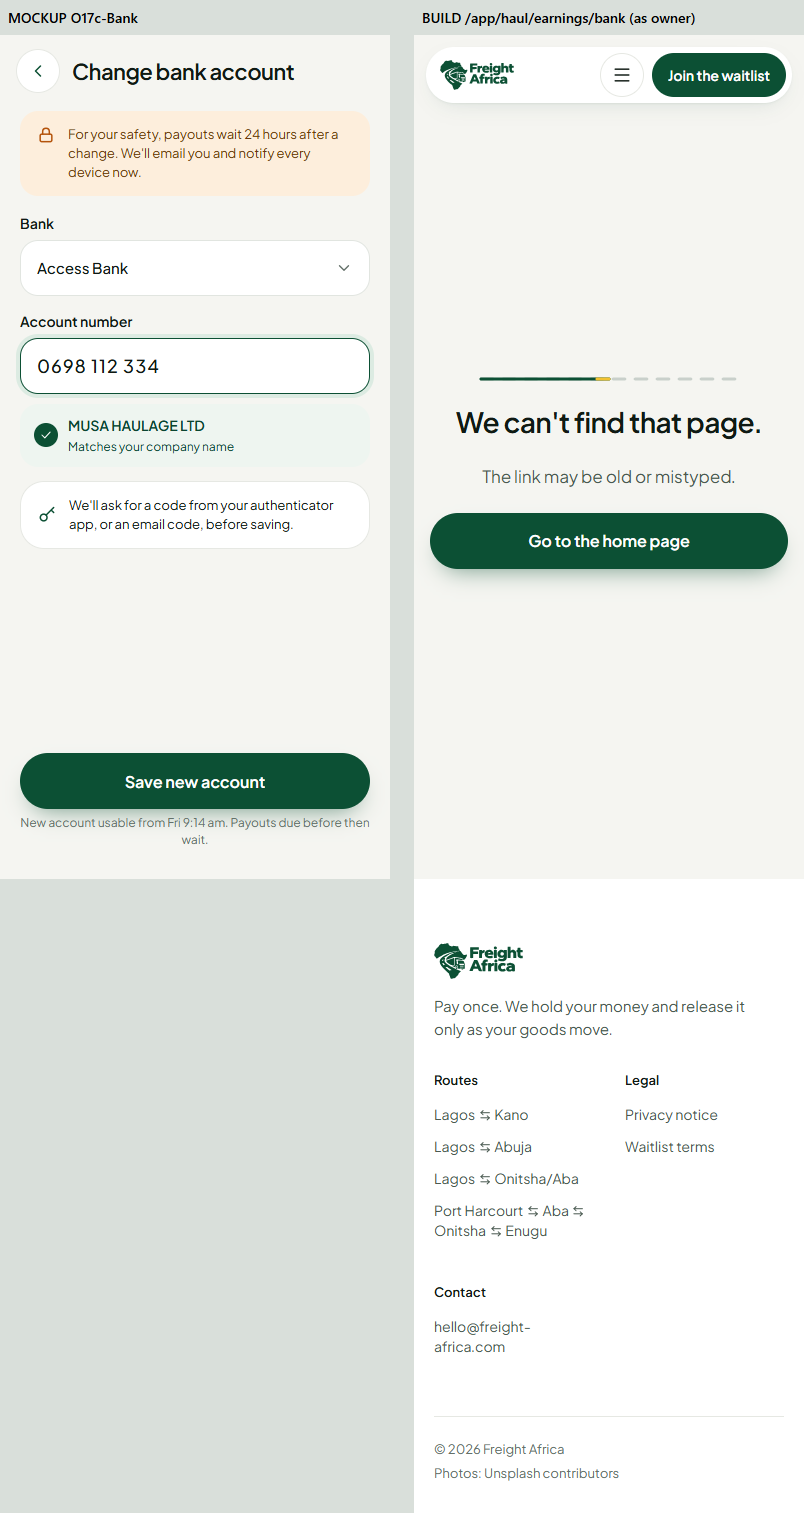 MOCKUP O17c-Bank
Change bank account
For your safety, payouts wait 24 hours after a
change. We'll email you and notify every
device now.
Bank
Access Bank
Account number
0698 112 334
MUSA HAULAGE LTD
Matches your company name
We'll ask for a code from your authenticator
app, or an email code, before saving.
Save new account
New account usable from Fri 9:14 am. Payouts due before then
wait.
BUILD /app/haul/earnings/bank (as owner)
Freight
Africa
Join the waitlist
We can't find that page.
The link may be old or mistyped.
Go to the home page
Freight
Africa
Pay once. We hold your money and release it
only as your goods move.
Routes
Lagos ⇆ Kano
Lagos ⇆ Abuja
Lagos ⇆ Onitsha/Aba
Port Harcourt ⇆ Aba ⇆
Onitsha ⇆ Enugu
Legal
Privacy notice
Waitlist terms
Contact
hello@freight-
africa.com
© 2026 Freight Africa
Photos: Unsplash contributors